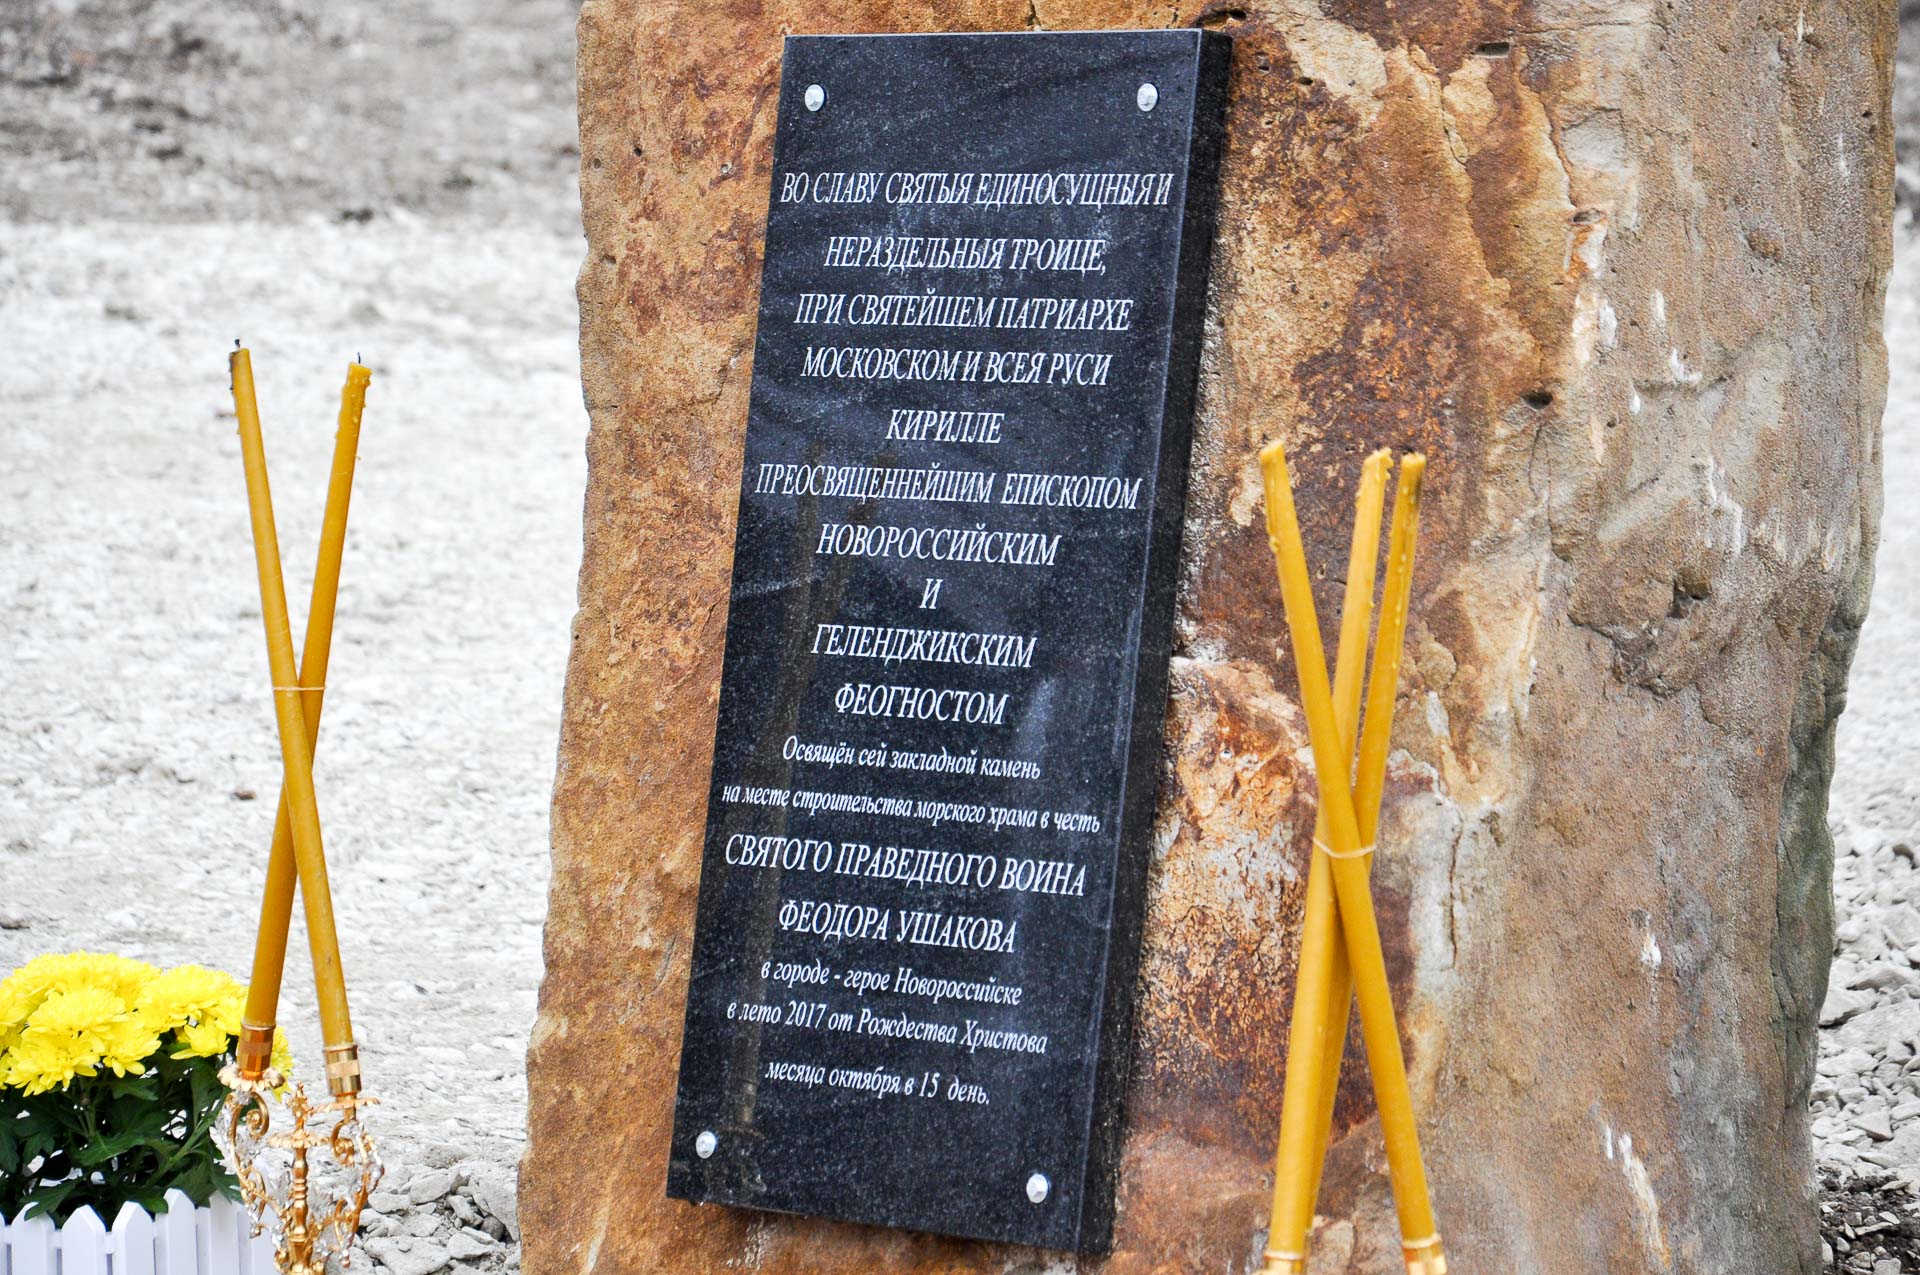 ВО СЛАВУ СВЯТЫЯ ЕДИНОСУЩНЫЯ И
НЕРАЗДЕЛЬНЫЯ ТРОИЦЕ,
ПРИ СВЯТЕЙШЕМ ПАТРИАРХЕ
МОСКОВСКОМ И ВСЕЯ РУСИ
КИРИЛЛЕ
ПРЕОСВЯЩЕННЕЙШИМ ЕПИСКОПОМ
НОВОРОССИЙСКИМ
И
ГЕЛЕНДЖИКСКИМ
ФЕОГНОСТОМ
Освящён сей закладной камень
на месте строительства морского храма в честь
СВЯТОГО ПРАВЕДНОГО ВОИНА
ФЕОДОРА УШАКОВА
в городе - герое Новороссийске
в лето 2017 от Рождества Христова
месяца октября в 15 день.